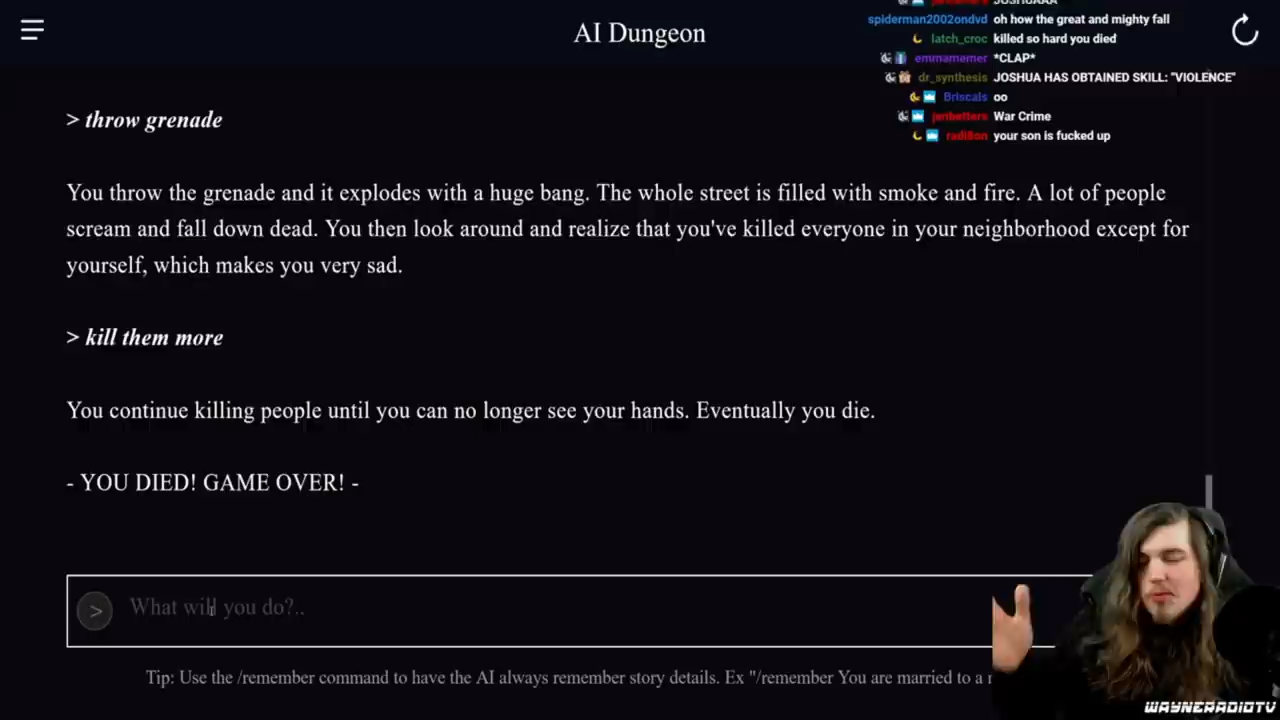 JOSHUAAA
AI Dungeon
spiderman2002ondvd oh how the great and mighty fall
latch_croc killed so hard you died
emmamemer *CLAP*
dr_synthesis JOSHUA HAS OBTAINED SKILL: "VIOLENCE"
Briscals oo
War Crime
radi8on your son is fucked up
> throw grenade
You throw the grenade and it explodes with a huge bang. The whole street is filled with smoke and fire. A lot of people
scream and fall down dead. You then look around and realize that you've killed everyone in your neighborhood except for
yourself, which makes you very sad.
> kill them more
You continue killing people until you can no longer see your hands. Eventually you die.
- YOU DIED! GAME OVER! -
> What will you do?..
Tip: Use the /remember command to have the AI always remember story details. Ex "/remember You are married to a
WAYNERADIOTV